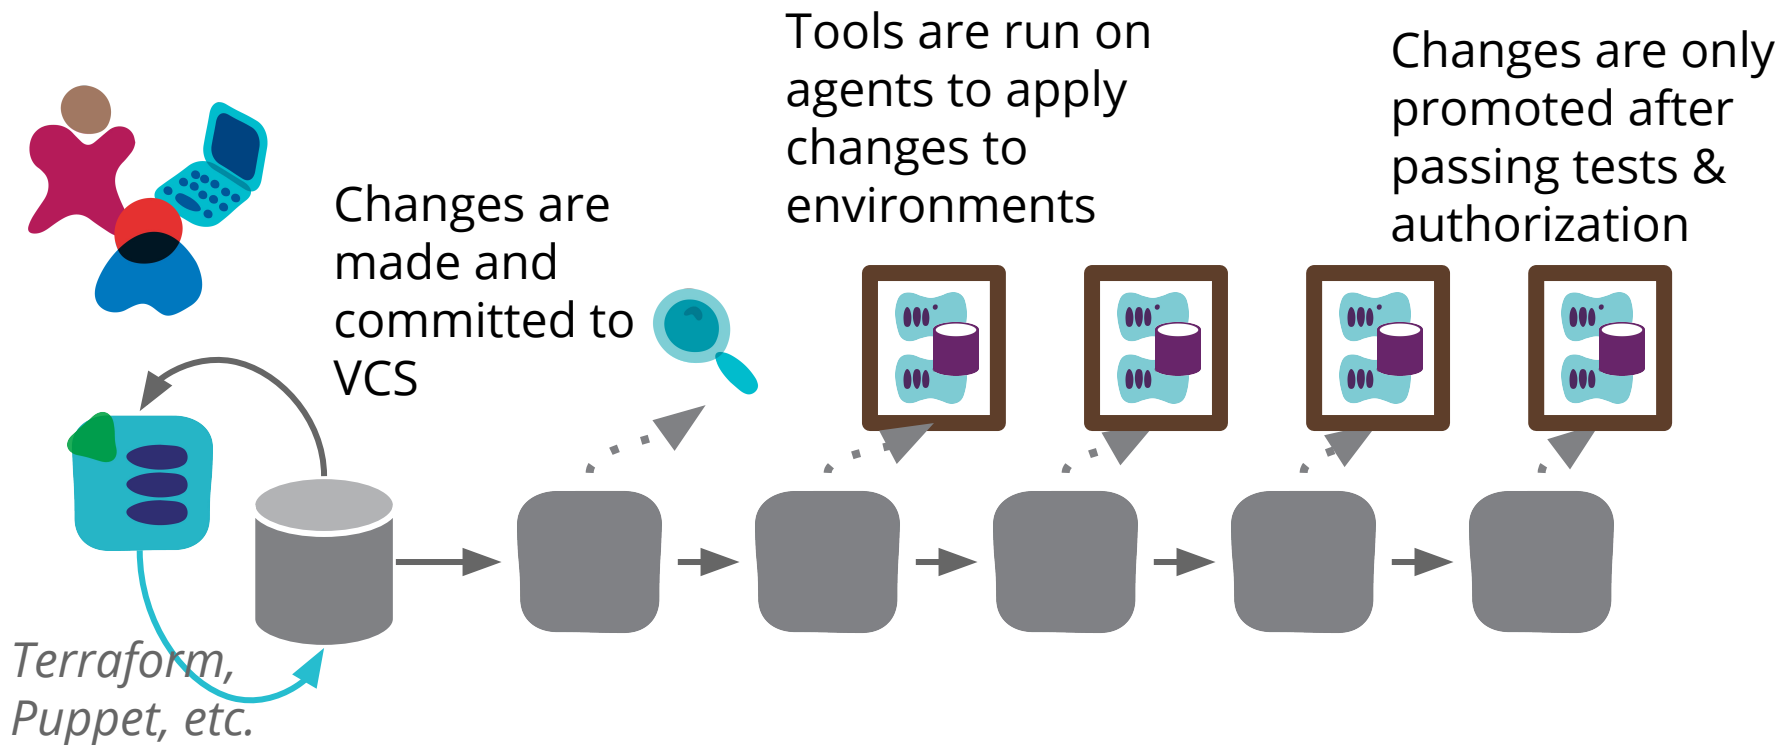 Tools are run on
agents to apply
changes to
environments
Changes are only
promoted after
passing tests &
authorization
Changes are
made and
committed to
VCS
Terraform,
Puppet, etc.